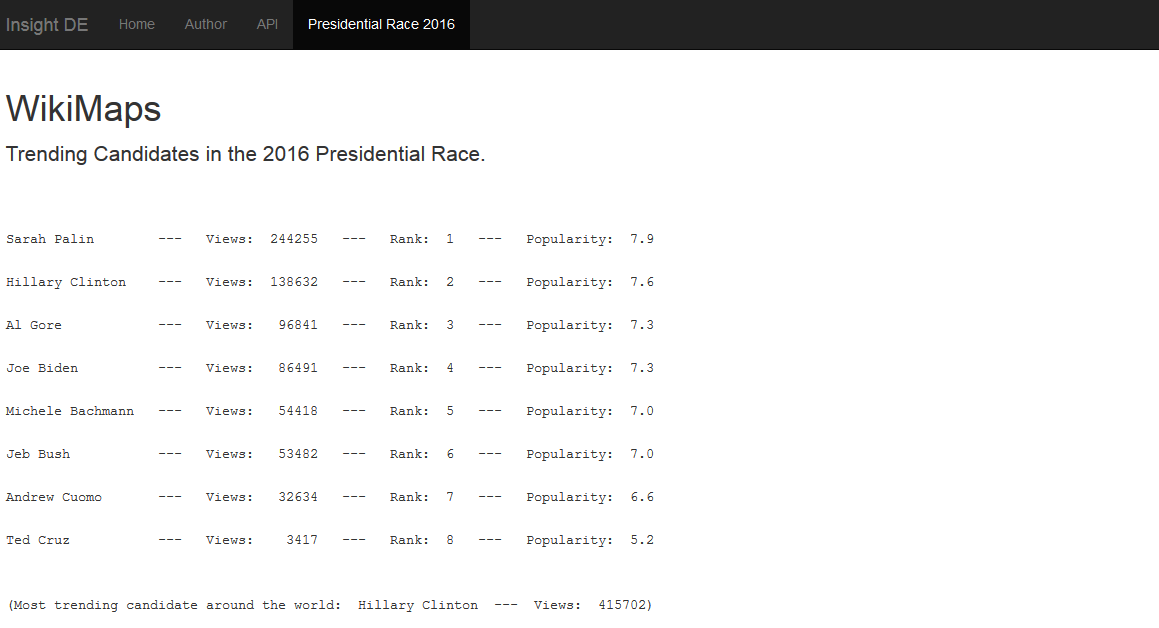 Insight DE Home Author API Presidential Race 2016
WikiMaps
Trending Candidates in the 2016 Presidential Race.
Sarah Palin --- Views: 244255 --- Rank: 1 --- Popularity: 7.9
Hillary Clinton --- Views: 138632 --- Rank: 2 --- Popularity: 7.6
Al Gore --- Views: 96841 --- Rank: 3 --- Popularity: 7.3
Joe Biden --- Views: 86491 --- Rank: 4 --- Popularity: 7.3
Michele Bachmann --- Views: 54418 --- Rank: 5 --- Popularity: 7.0
Jeb Bush --- Views: 53482 --- Rank: 6 --- Popularity: 7.0
Andrew Cuomo --- Views: 32634 --- Rank: 7 --- Popularity: 6.6
Ted Cruz --- Views: 3417 --- Rank: 8 --- Popularity: 5.2
(Most trending candidate around the world: Hillary Clinton --- Views: 415702)